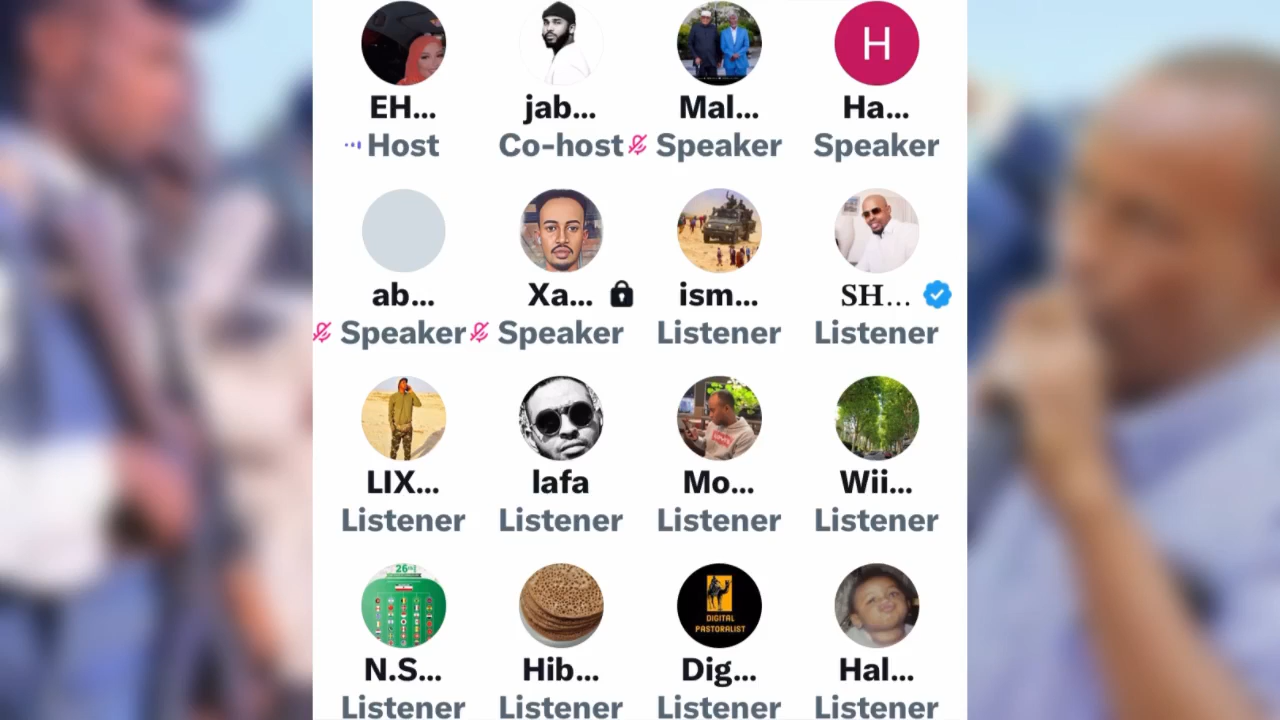 EH... jab... Mal... Ha...
Host Co-host Speaker Speaker
H
ab... Xa... ism... SH...
Speaker Speaker Listener Listener
LIX... lafa Mo... Wii...
Listener Listener Listener Listener
26th
DIGITAL
PASTORALIST
N.S... Hib... Dig... Hal...
Listener Listener Listener Listener